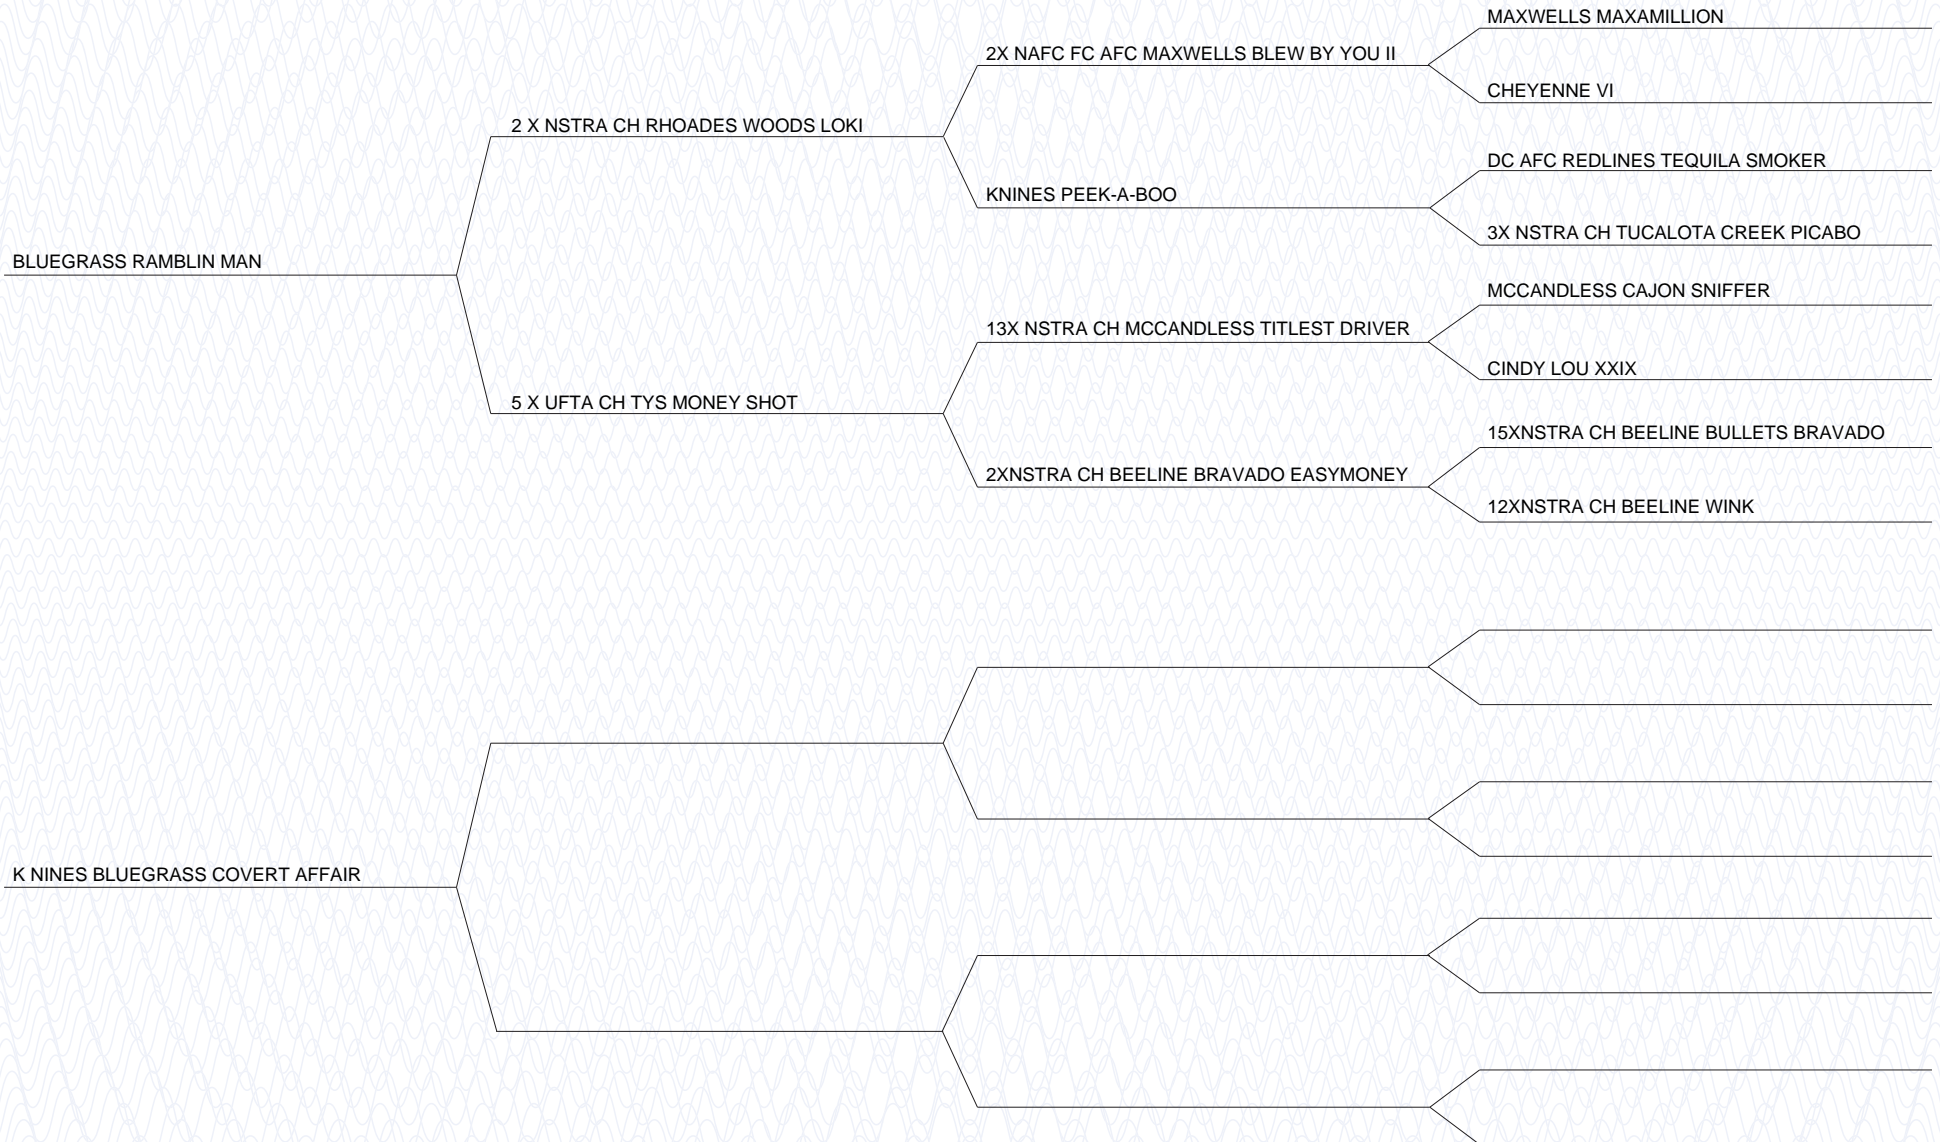 MAXWELLS MAXAMILLION
2X NAFC FC AFC MAXWELLS BLEW BY YOU II
CHEYENNE VI
2 X NSTRA CH RHOADES WOODS LOKI
DC AFC REDLINES TEQUILA SMOKER
KNINES PEEK-A-BOO
3X NSTRA CH TUCALOTA CREEK PICABO
BLUEGRASS RAMBLIN MAN
MCCANDLESS CAJON SNIFFER
13X NSTRA CH MCCANDLESS TITLEST DRIVER
CINDY LOU XXIX
5 X UFTA CH TYS MONEY SHOT
15XNSTRA CH BEELINE BULLETS BRAVADO
2XNSTRA CH BEELINE BRAVADO EASYMONEY
12XNSTRA CH BEELINE WINK
K NINES BLUEGRASS COVERT AFFAIR